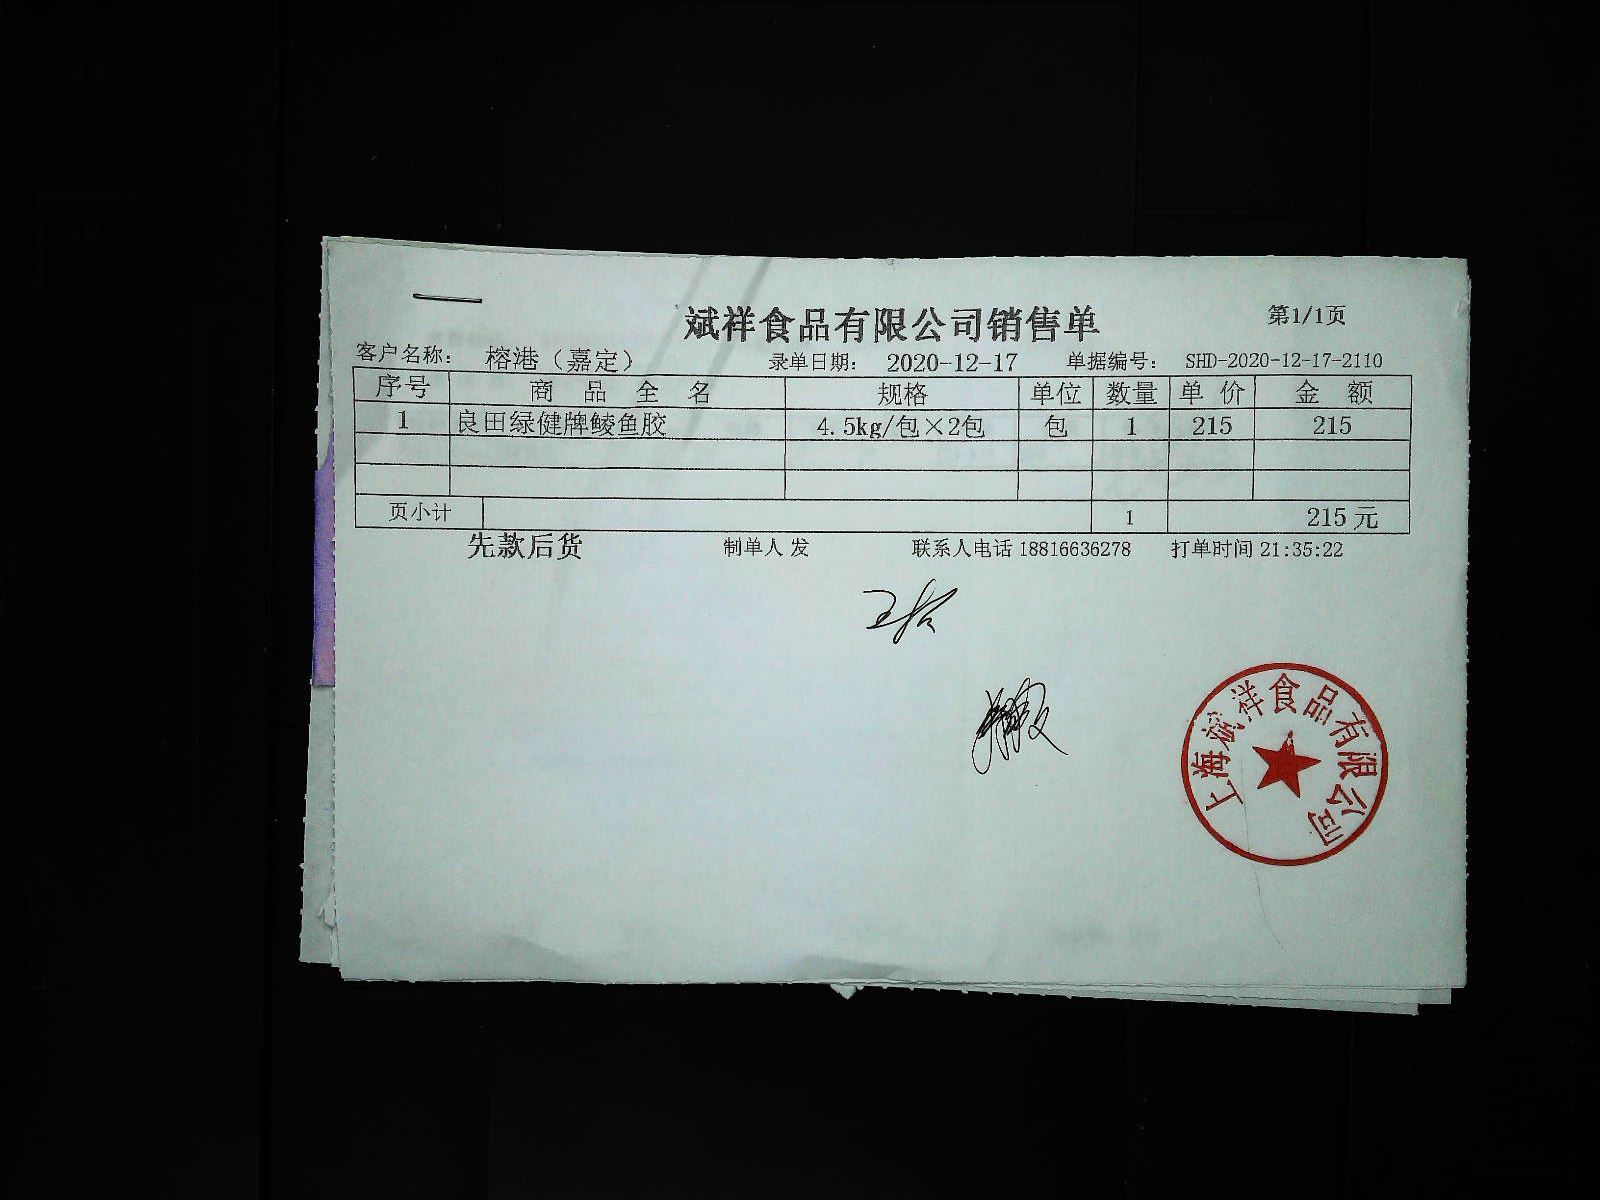 斌祥食品有限公司销售单 第1/1页
客户名称： 榕港（嘉定） 录单日期： 2020-12-17 单据编号： SHD-2020-12-17-2110
序号 商品全名 规格 单位 数量 单价 金额
1 良田绿健牌鲮鱼胶 4.5kg/包×2包 包 1 215 215
页小计 1 215元
先款后货 制单人 发 联系人电话 18816636278 打单时间 21:35:22
上海斌祥食品有限公司